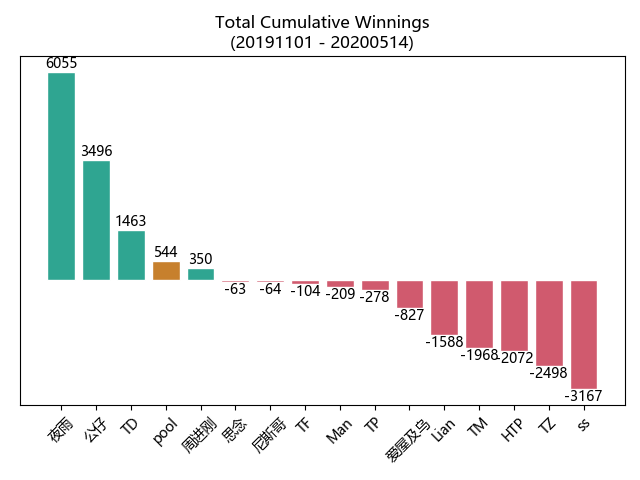 Total Cumulative Winnings
(20191101 - 20200514)
6055
3496
1463
544
350
-63
-64
-104
-209
-278
-827
-1588
-1968
-2072
-2498
-3167
夜雨
公仔
TD
pool
周进刚
思念
尼斯哥
TF
Man
TP
爱屋及乌
Lian
TM
HTP
TZ
ss